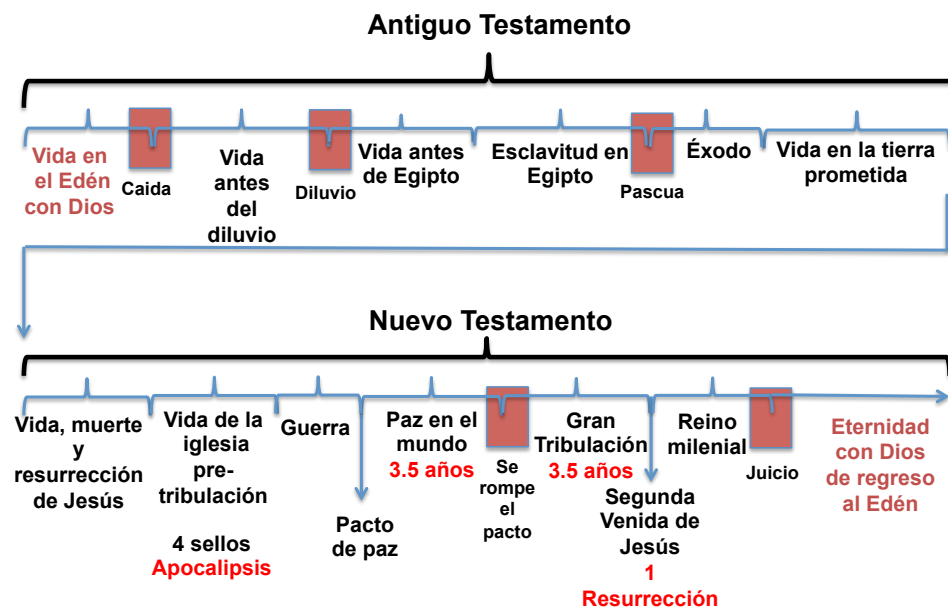 Antiguo Testamento
Vida en
el Edén
con Dios
Caida
Vida
antes
del
diluvio
Diluvio
Vida antes
de Egipto
Esclavitud en
Egipto
Pascua
Éxodo
Vida en la tierra
prometida
Nuevo Testamento
Vida, muerte
y
resurrección
de Jesús
Vida de la
iglesia
pre-
tribulación
4 sellos
Apocalipsis
Guerra
Pacto
de paz
Paz en el
mundo
3.5 años
Se
rompe
el
pacto
Gran
Tribulación
3.5 años
Segunda
Venida de
Jesús
1
Resurrección
Reino
milenial
Juicio
Eternidad
con Dios
de regreso
al Edén